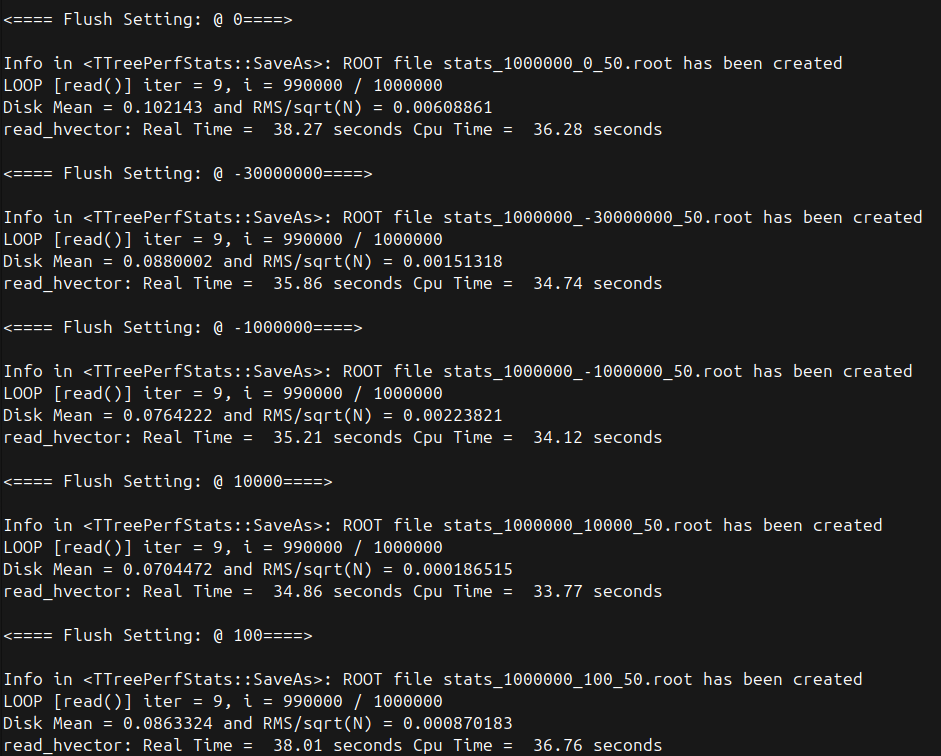 <==== Flush Setting: @ 0====>
Info in <TTreePerfStats::SaveAs>: ROOT file stats_1000000_0_50.root has been created
LOOP [read()] iter = 9, i = 990000 / 1000000
Disk Mean = 0.102143 and RMS/sqrt(N) = 0.00608861
read_hvector: Real Time =  38.27 seconds Cpu Time =  36.28 seconds
<==== Flush Setting: @ -30000000====>
Info in <TTreePerfStats::SaveAs>: ROOT file stats_1000000_-30000000_50.root has been created
LOOP [read()] iter = 9, i = 990000 / 1000000
Disk Mean = 0.0880002 and RMS/sqrt(N) = 0.00151318
read_hvector: Real Time =  35.86 seconds Cpu Time =  34.74 seconds
<==== Flush Setting: @ -1000000====>
Info in <TTreePerfStats::SaveAs>: ROOT file stats_1000000_-1000000_50.root has been created
LOOP [read()] iter = 9, i = 990000 / 1000000
Disk Mean = 0.0764222 and RMS/sqrt(N) = 0.00223821
read_hvector: Real Time =  35.21 seconds Cpu Time =  34.12 seconds
<==== Flush Setting: @ 10000====>
Info in <TTreePerfStats::SaveAs>: ROOT file stats_1000000_10000_50.root has been created
LOOP [read()] iter = 9, i = 990000 / 1000000
Disk Mean = 0.0704472 and RMS/sqrt(N) = 0.000186515
read_hvector: Real Time =  34.86 seconds Cpu Time =  33.77 seconds
<==== Flush Setting: @ 100====>
Info in <TTreePerfStats::SaveAs>: ROOT file stats_1000000_100_50.root has been created
LOOP [read()] iter = 9, i = 990000 / 1000000
Disk Mean = 0.0863324 and RMS/sqrt(N) = 0.000870183
read_hvector: Real Time =  38.01 seconds Cpu Time =  36.76 seconds